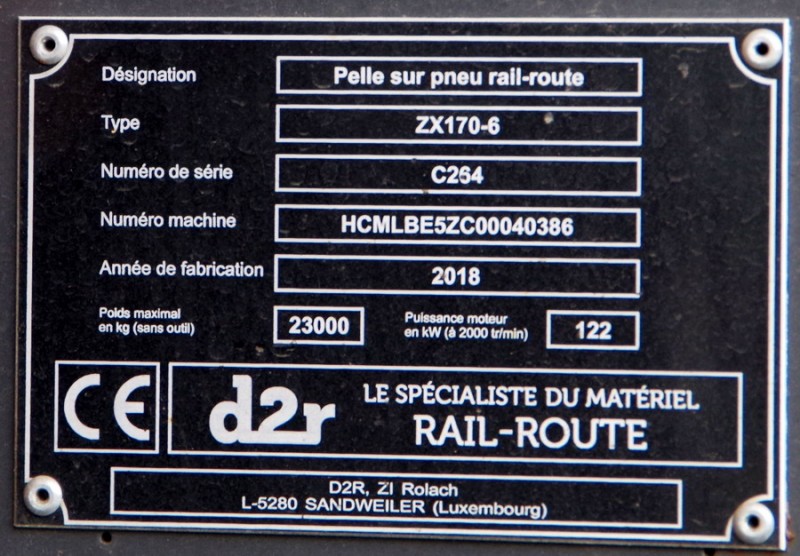 Désignation Pelle sur pneu rail-route
Type ZX170-6
Numéro de série C264
Numéro machine HCMLBE5ZC00040386
Année de fabrication 2018
Poids maximal
en kg (sans outil) 23000 Puissance moteur
en kW (à 2000 tr/min) 122
CE d2r LE SPÉCIALISTE DU MATÉRIEL
RAIL-ROUTE
D2R, ZI Rolach
L-5280 SANDWEILER (Luxembourg)